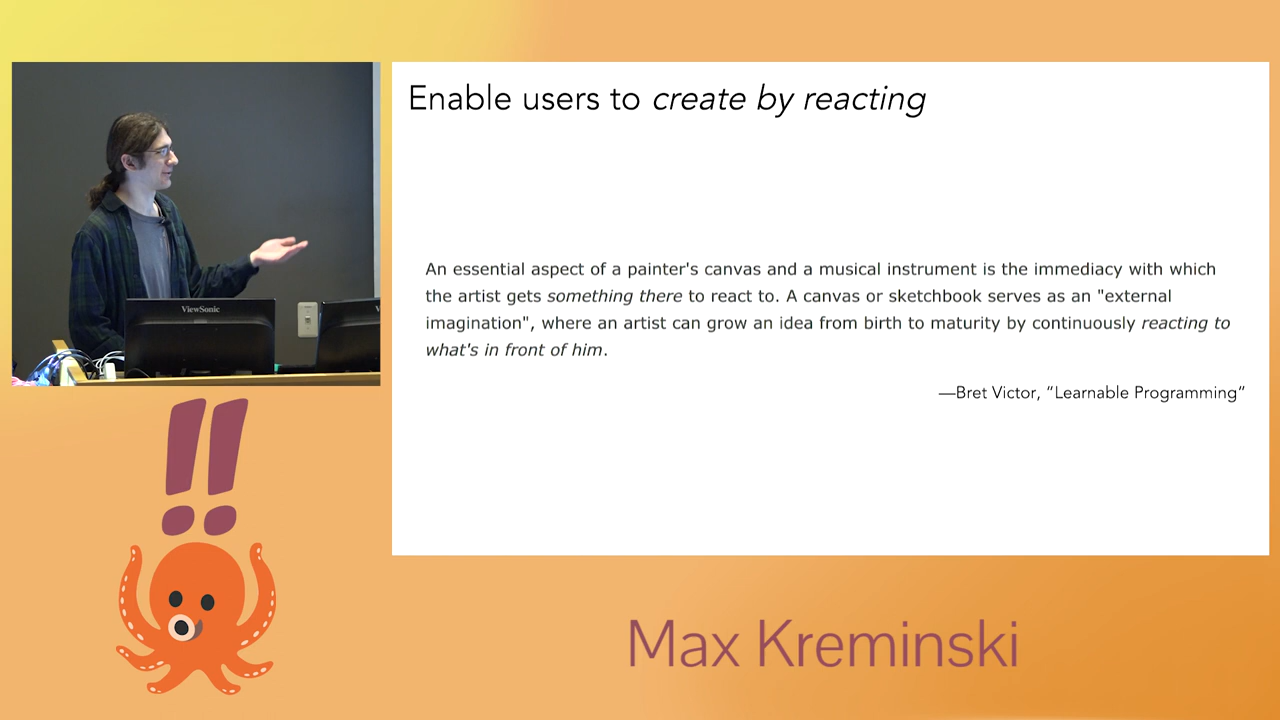 Enable users to create by reacting
An essential aspect of a painter's canvas and a musical instrument is the immediacy with which
the artist gets something there to react to. A canvas or sketchbook serves as an "external
imagination", where an artist can grow an idea from birth to maturity by continuously reacting to
what's in front of him.
—Bret Victor, “Learnable Programming”
ViewSonic
V
!!
Max Kreminski